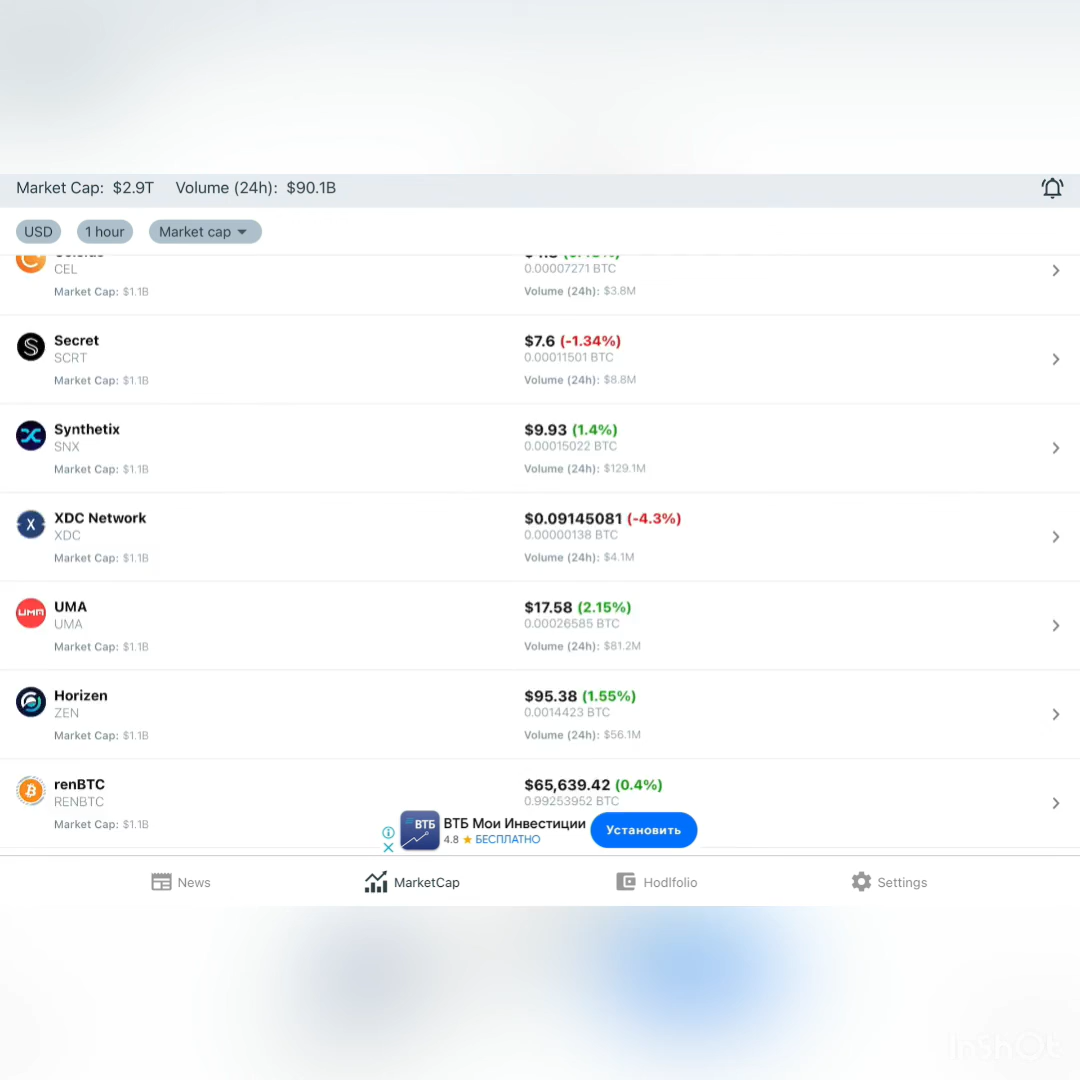 Market Cap: $2.9T Volume (24h): $90.1B
USD 1 hour Market cap
CEL 0.00007271 BTC
Market Cap: $1.1B Volume (24h): $3.8M
Secret $7.6 (-1.34%)
SCRT 0.00011501 BTC
Market Cap: $1.1B Volume (24h): $8.8M
Synthetix $9.93 (1.4%)
SNX 0.00015022 BTC
Market Cap: $1.1B Volume (24h): $129.1M
XDC Network $0.09145081 (-4.3%)
XDC 0.00000138 BTC
Market Cap: $1.1B Volume (24h): $4.1M
UMA $17.58 (2.15%)
UMA 0.00026585 BTC
Market Cap: $1.1B Volume (24h): $81.2M
Horizen $95.38 (1.55%)
ZEN 0.0014423 BTC
Market Cap: $1.1B Volume (24h): $56.1M
renBTC $65,639.42 (0.4%)
RENBTC 0.99253952 BTC
Market Cap: $1.1B
ВТБ ВТБ Мои Инвестиции
4.8 ★ БЕСПЛАТНО
Установить
News MarketCap Hodlfolio Settings
InShOt